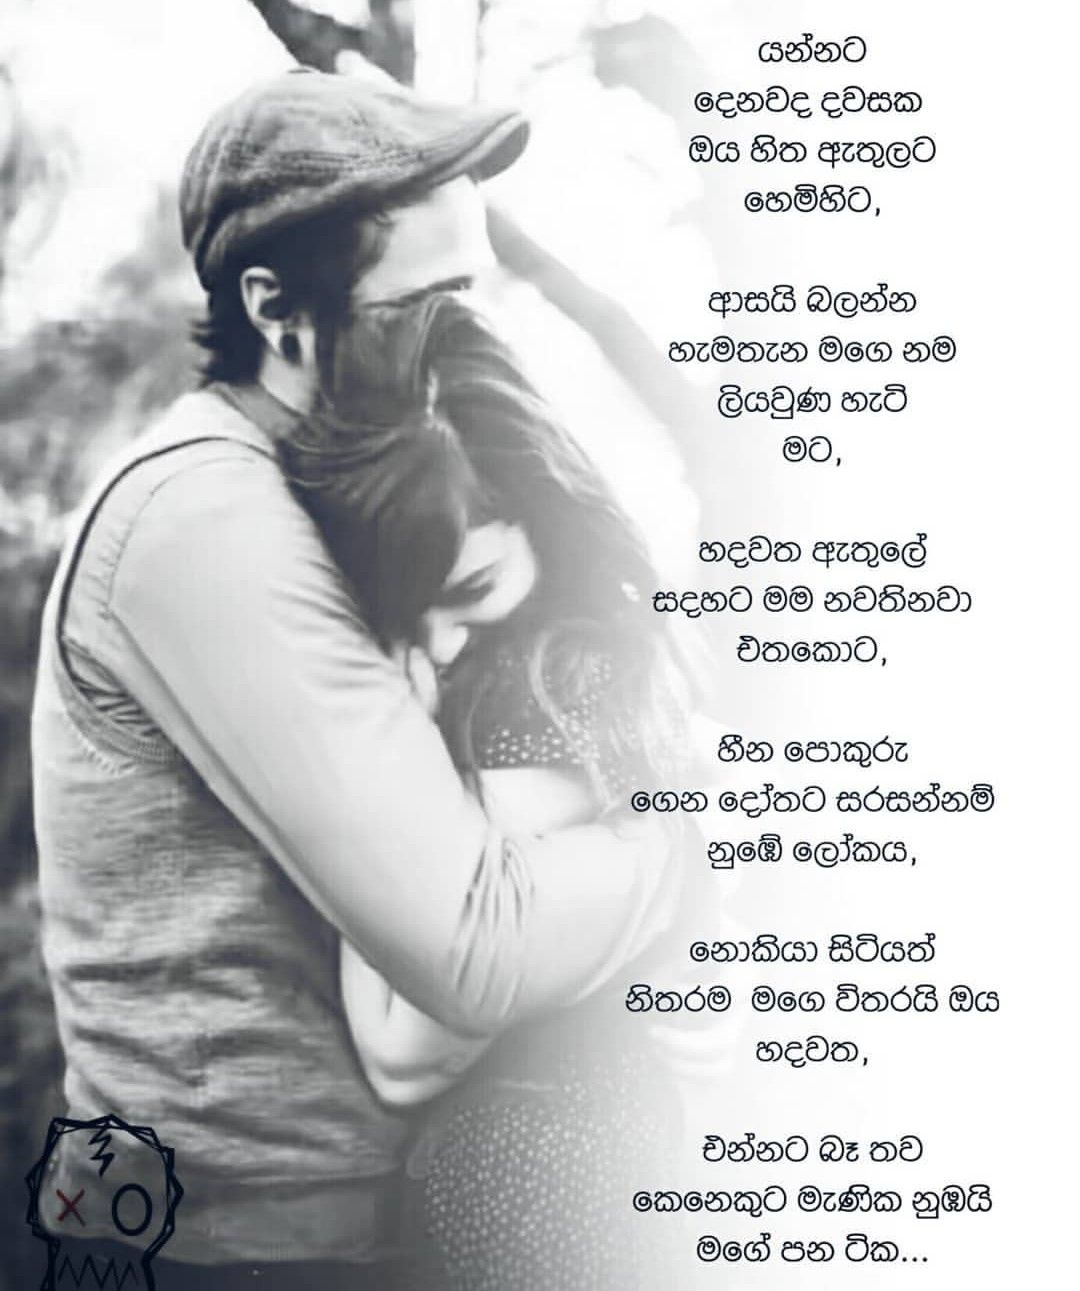 යන්නට
දෙනවද දවසක
ඔය හිත ඇතුලට
හෙමිහිට,
ආසයි බලන්න
හැමතැන මගෙ නම
ලියවුණ හැටි
මට,
හදවත ඇතුලේ
සදහට මම නවතිනවා
එතකොට,
හීන පොකුරු
ගෙන දෝතට සරසන්නම්
නුඹේ ලෝකය,
නොකියා සිටියත්
නිතරම  මගෙ විතරයි ඔය
හදවත,
එන්නට බෑ තව
කෙනෙකුට මැණික නුඹයි
මගේ පන ටික...